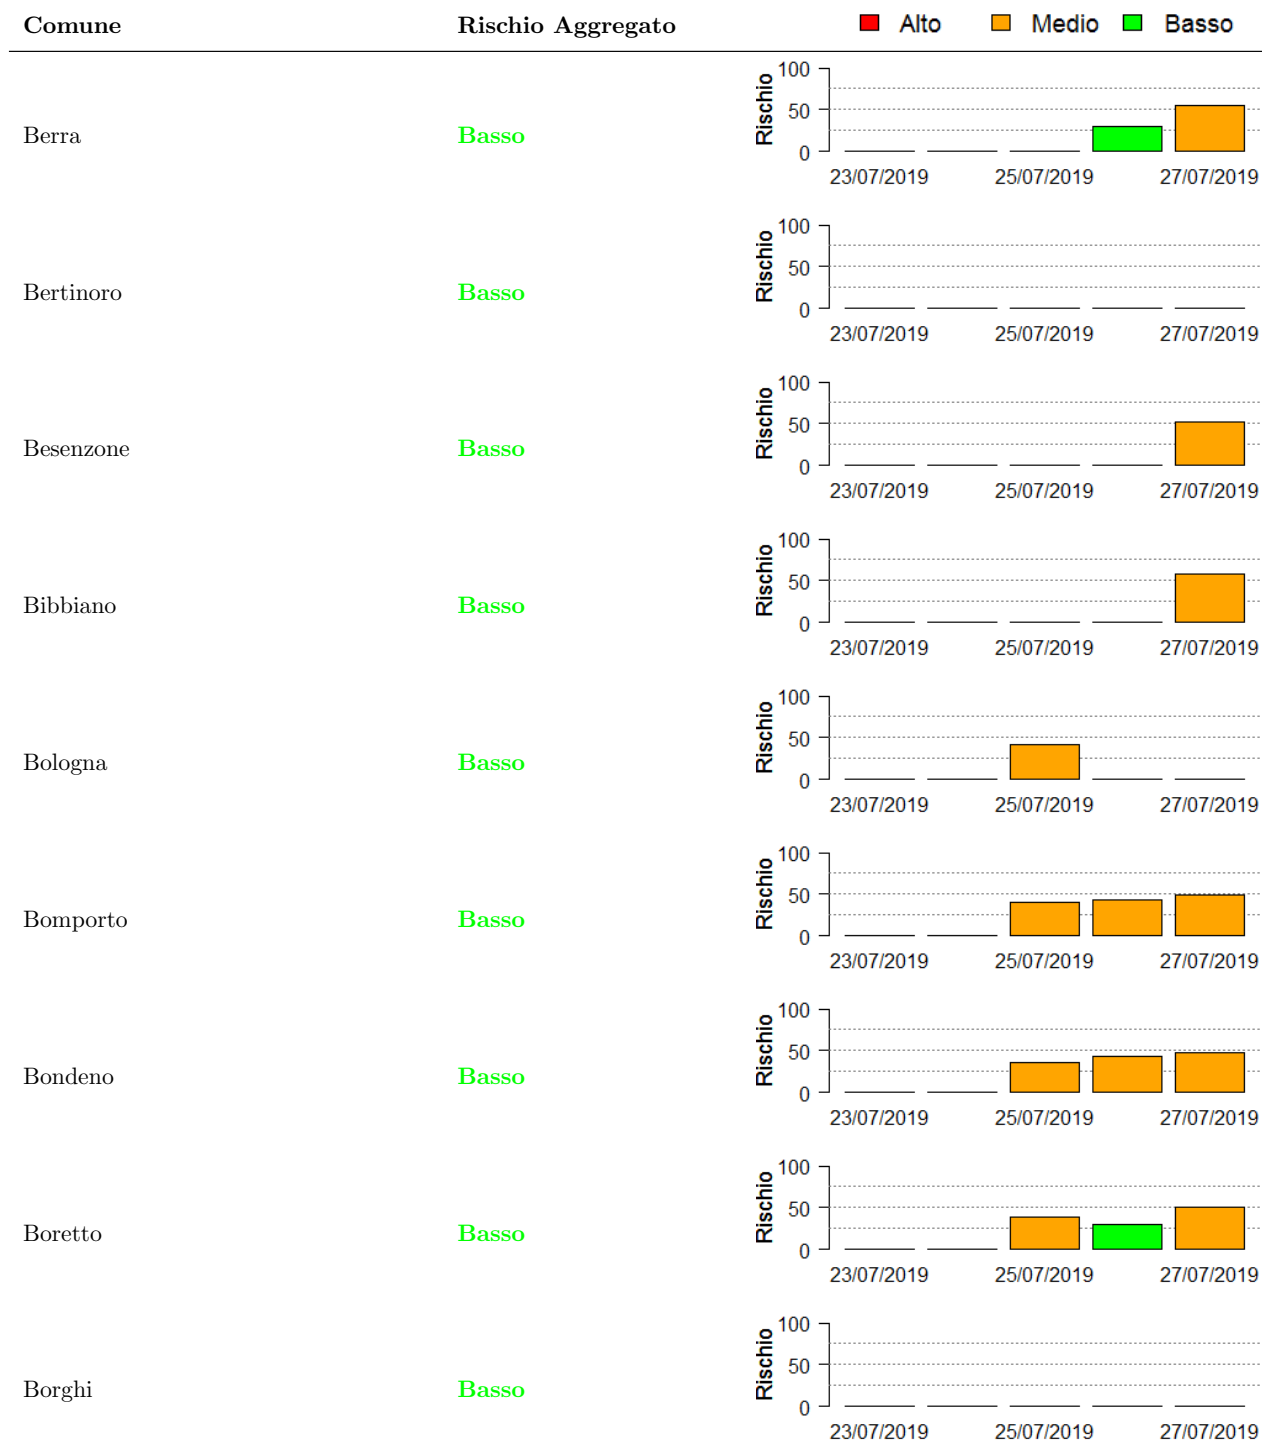 Comune Rischio Aggregato Alto Medio Basso
Berra Basso Rischio 100 50 0
23/07/2019 25/07/2019 27/07/2019
Bertinoro Basso Rischio 100 50 0
23/07/2019 25/07/2019 27/07/2019
Besenzone Basso Rischio 100 50 0
23/07/2019 25/07/2019 27/07/2019
Bibbiano Basso Rischio 100 50 0
23/07/2019 25/07/2019 27/07/2019
Bologna Basso Rischio 100 50 0
23/07/2019 25/07/2019 27/07/2019
Bomporto Basso Rischio 100 50 0
23/07/2019 25/07/2019 27/07/2019
Bondeno Basso Rischio 100 50 0
23/07/2019 25/07/2019 27/07/2019
Boretto Basso Rischio 100 50 0
23/07/2019 25/07/2019 27/07/2019
Borghi Basso Rischio 100 50 0
23/07/2019 25/07/2019 27/07/2019